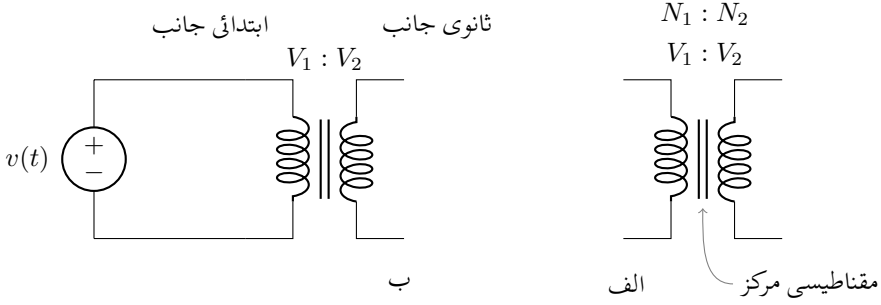 N₁ : N₂
V₁ : V₂
الف
مقناطیسی مرکز
ثانوی جانب
ابتدائی جانب
V₁ : V₂
v(t)
+
−
ب